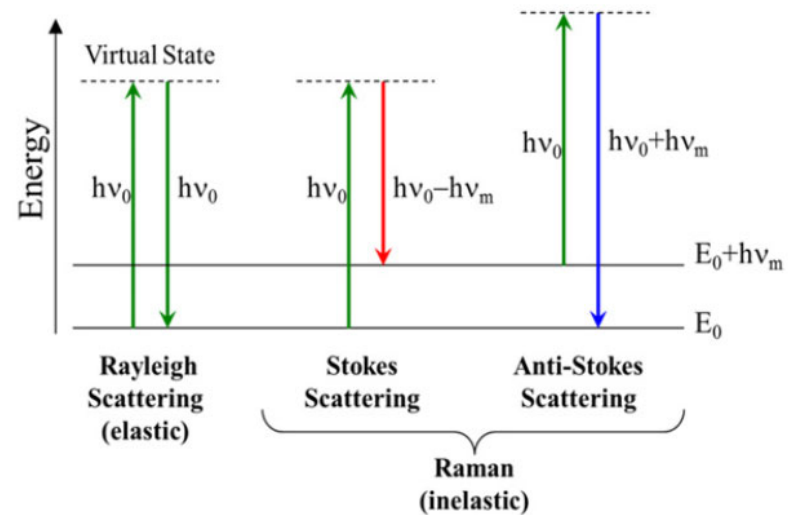 Virtual State
Energy
hν₀
hν₀
hν₀
hν₀–hνₘ
hν₀
hν₀+hνₘ
E₀+hνₘ
E₀
Rayleigh
Scattering
(elastic)
Stokes
Scattering
Anti-Stokes
Scattering
Raman
(inelastic)